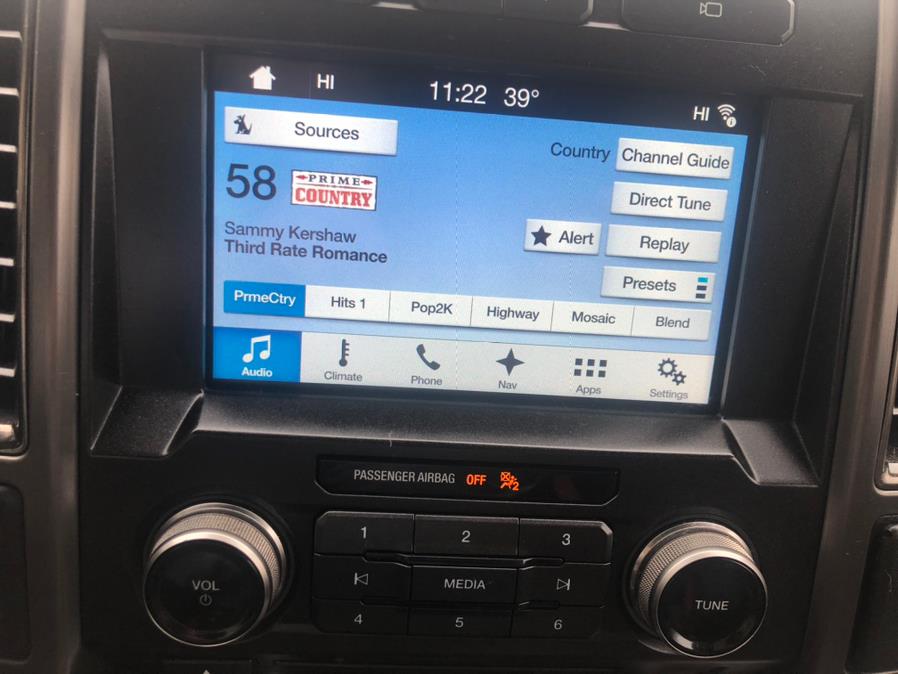 HI 11:22 39° HI
Sources
Country
Channel Guide
58
PRIME
COUNTRY
Direct Tune
Sammy Kershaw
Third Rate Romance
Alert
Replay
Presets
PrmeCtry Hits 1 Pop2K Highway Mosaic Blend
Audio Climate Phone Nav Apps Settings
PASSENGER AIRBAG OFF 2
1 2 3
VOL
MEDIA
TUNE
4 5 6